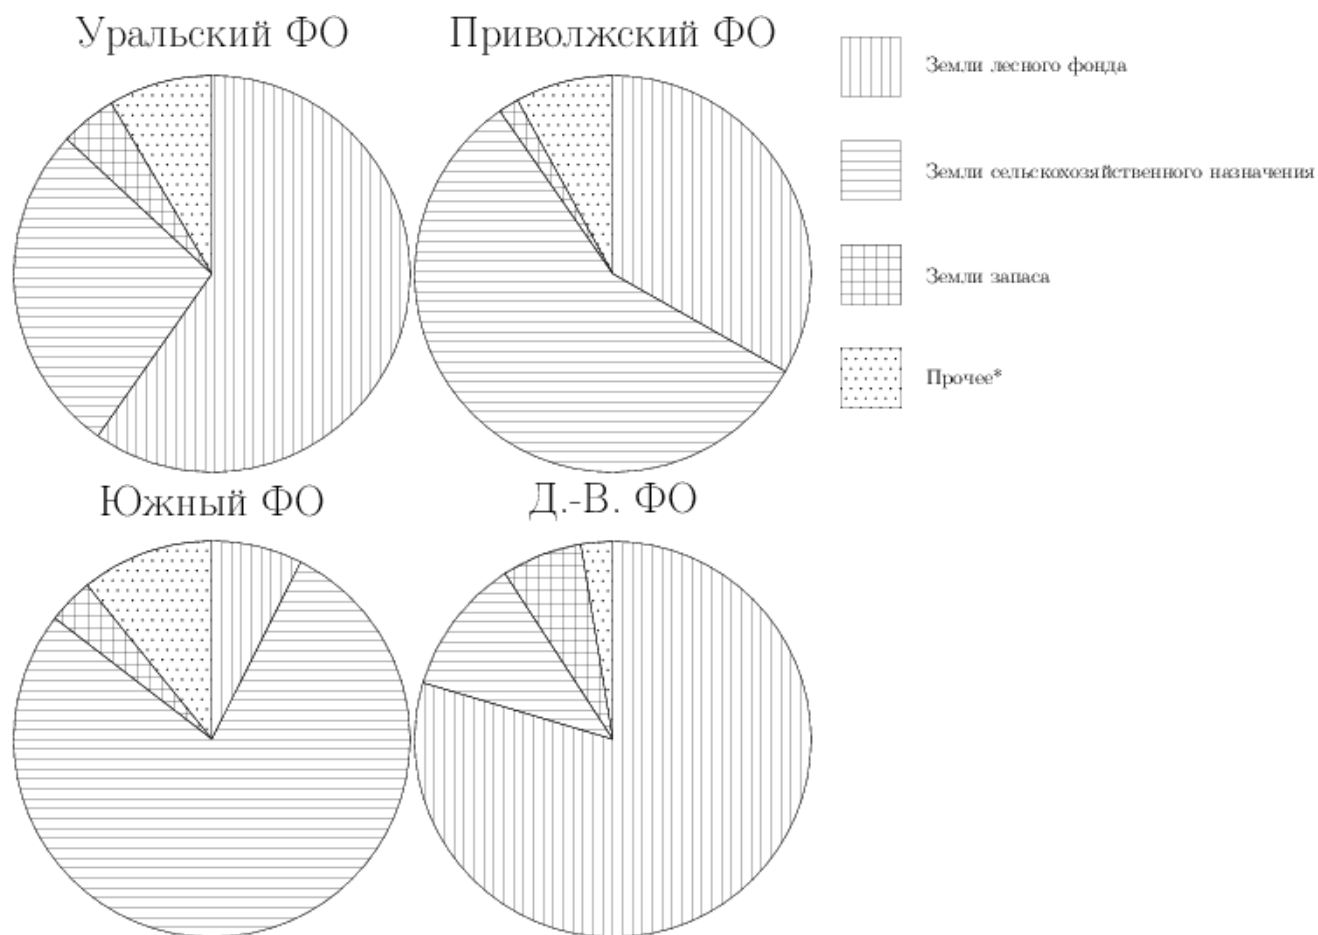 Уральский ФО
Приволжский ФО
Земли лесного фонда
Земли сельскохозяйственного назначения
Земли запаса
Прочее*
Южный ФО
Д.-В. ФО